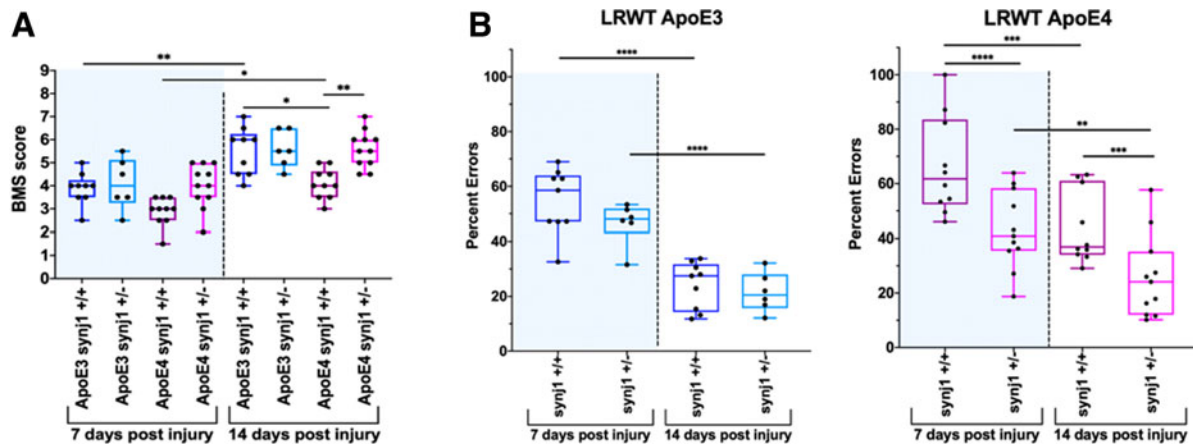 A
BMS score
9
8
7
6
5
4
3
2
1
0
**
*
*
**
ApoE3 synj1 +/+
ApoE3 synj1 +/-
ApoE4 synj1 +/+
ApoE4 synj1 +/-
ApoE3 synj1 +/+
ApoE3 synj1 +/-
ApoE4 synj1 +/+
ApoE4 synj1 +/-
7 days post injury
14 days post injury
B
LRWT ApoE3
Percent Errors
100
80
60
40
20
0
****
****
synj1 +/+
synj1 +/-
synj1 +/+
synj1 +/-
7 days post injury
14 days post injury
LRWT ApoE4
Percent Errors
100
80
60
40
20
0
***
****
**
***
synj1 +/+
synj1 +/-
synj1 +/+
synj1 +/-
7 days post injury
14 days post injury